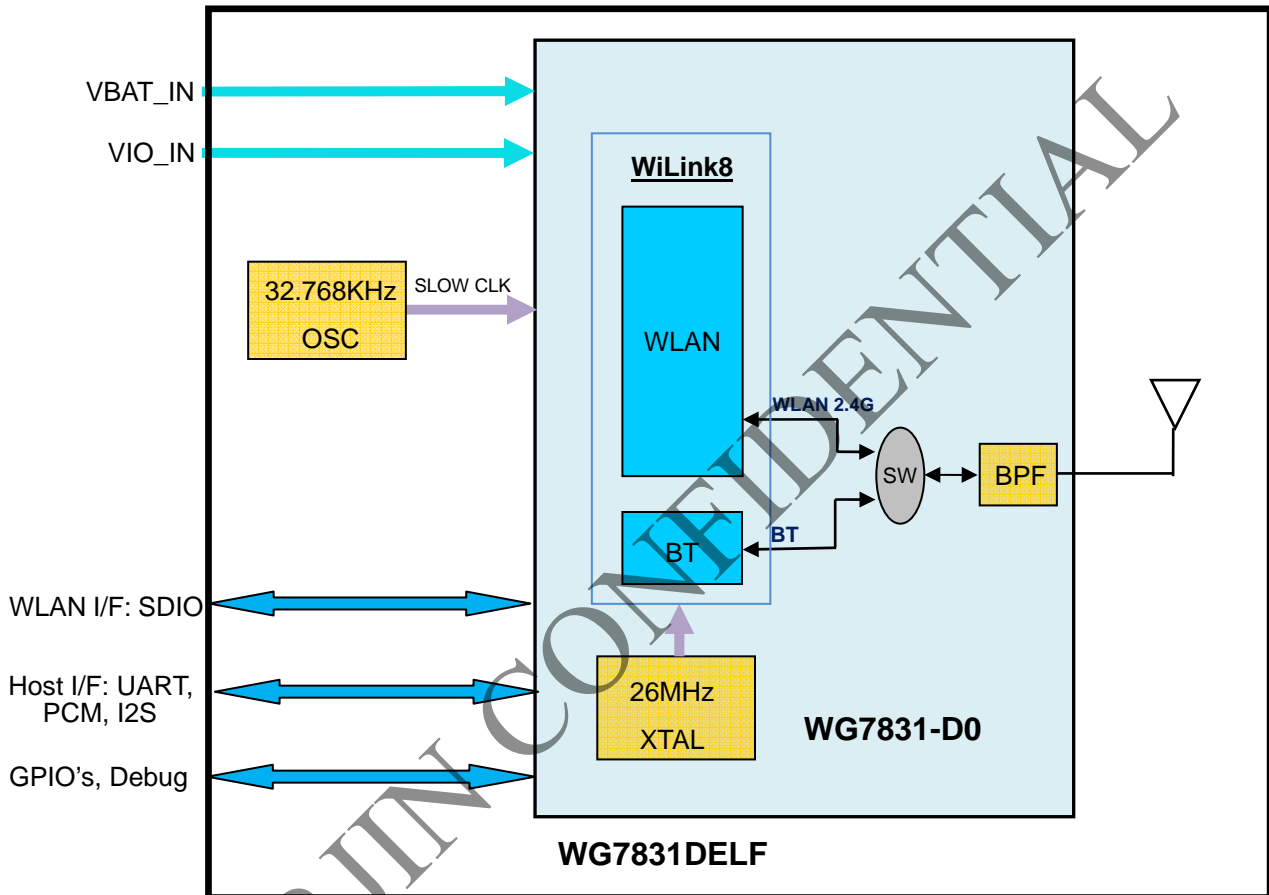 VBAT_IN
VIO_IN
WiLink8
32.768KHz
OSC
SLOW CLK
WLAN
WLAN 2.4G
SW
BPF
BT
BT
WLAN I/F: SDIO
Host I/F: UART,
PCM, I2S
26MHz
XTAL
WG7831-D0
GPIO's, Debug
WG7831DELF
JIN CONFIDENTIAL